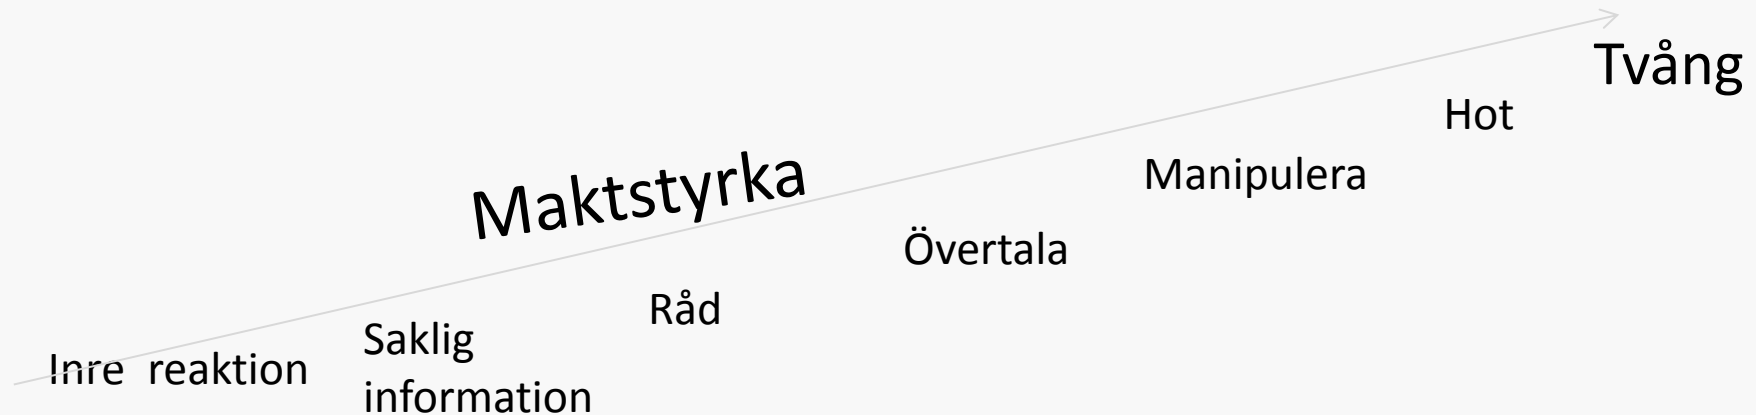 Tvång
Hot
Manipulera
Maktstyrka
Övertala
Råd
Saklig
information
Inre reaktion